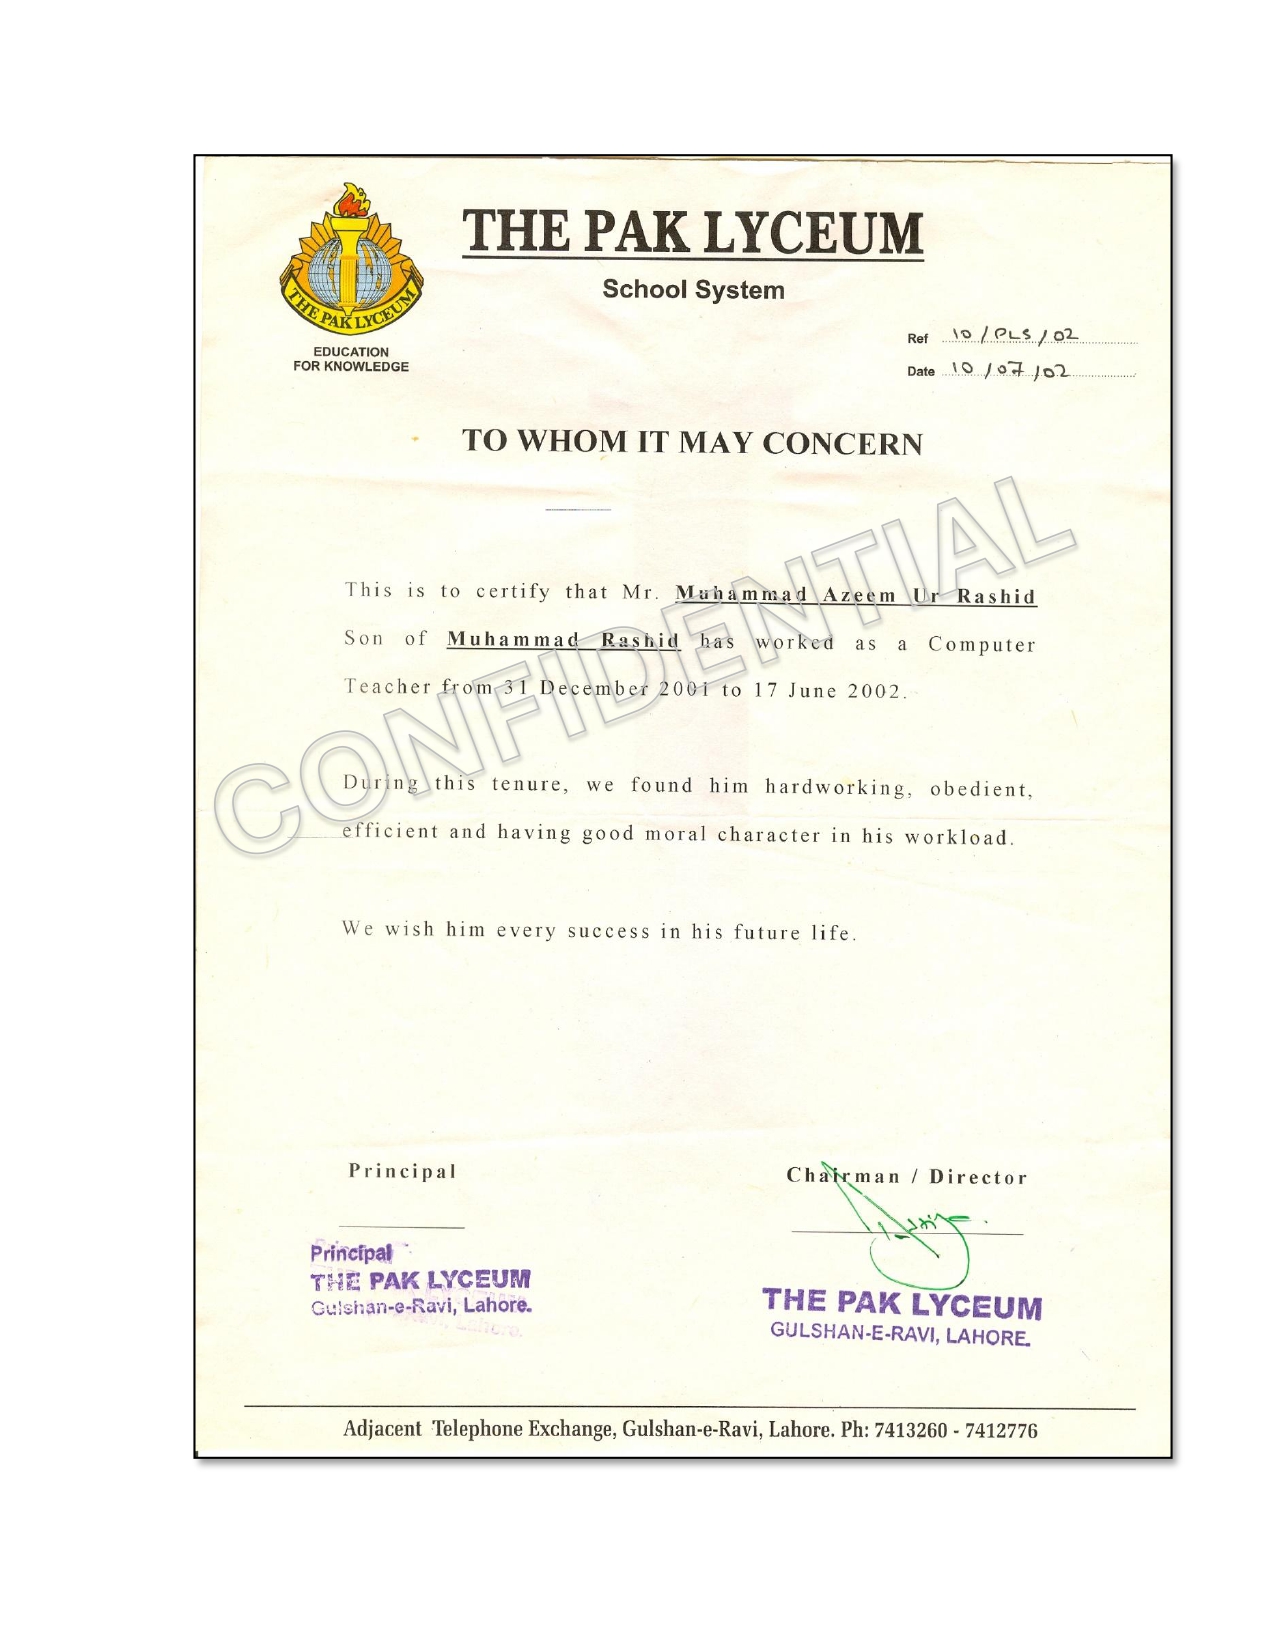 THE PAK LYCEUM
School System
THE PAK LYCEUM
EDUCATION
FOR KNOWLEDGE
Ref 10/PLS/02
Date 10/07/02
TO WHOM IT MAY CONCERN
CONFIDENTIAL
This is to certify that Mr. Muhammad Azeem Ur Rashid
Son of Muhammad Rashid has worked as a Computer
Teacher from 31 December 2001 to 17 June 2002.
During this tenure, we found him hardworking, obedient,
efficient and having good moral character in his workload.
We wish him every success in his future life.
Principal
Chairman / Director
Principal
THE PAK LYCEUM
Gulshan-e-Ravi, Lahore.
THE PAK LYCEUM
GULSHAN-E-RAVI, LAHORE.
Adjacent Telephone Exchange, Gulshan-e-Ravi, Lahore. Ph: 7413260 - 7412776